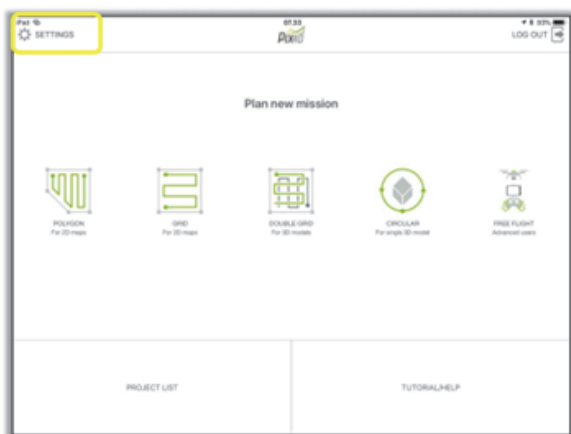 iPad
07:33
93%
SETTINGS
Pix4D
LOG OUT
Plan new mission
POLYGON
For 2D maps
GRID
For 2D maps
DOUBLE GRID
For 3D models
CIRCULAR
For single 3D model
FREE FLIGHT
Advanced users
PROJECT LIST
TUTORIAL/HELP